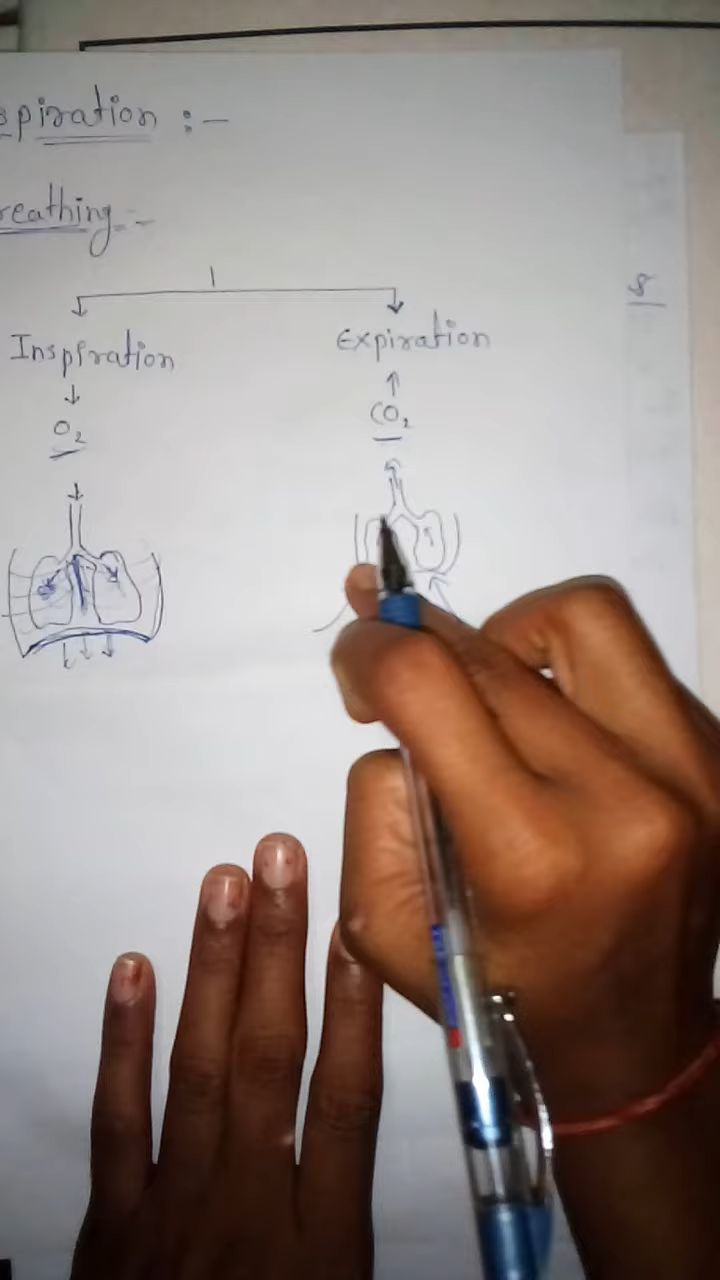 spiration :-
reathing :-
Inspiration Expiration
O2 CO2